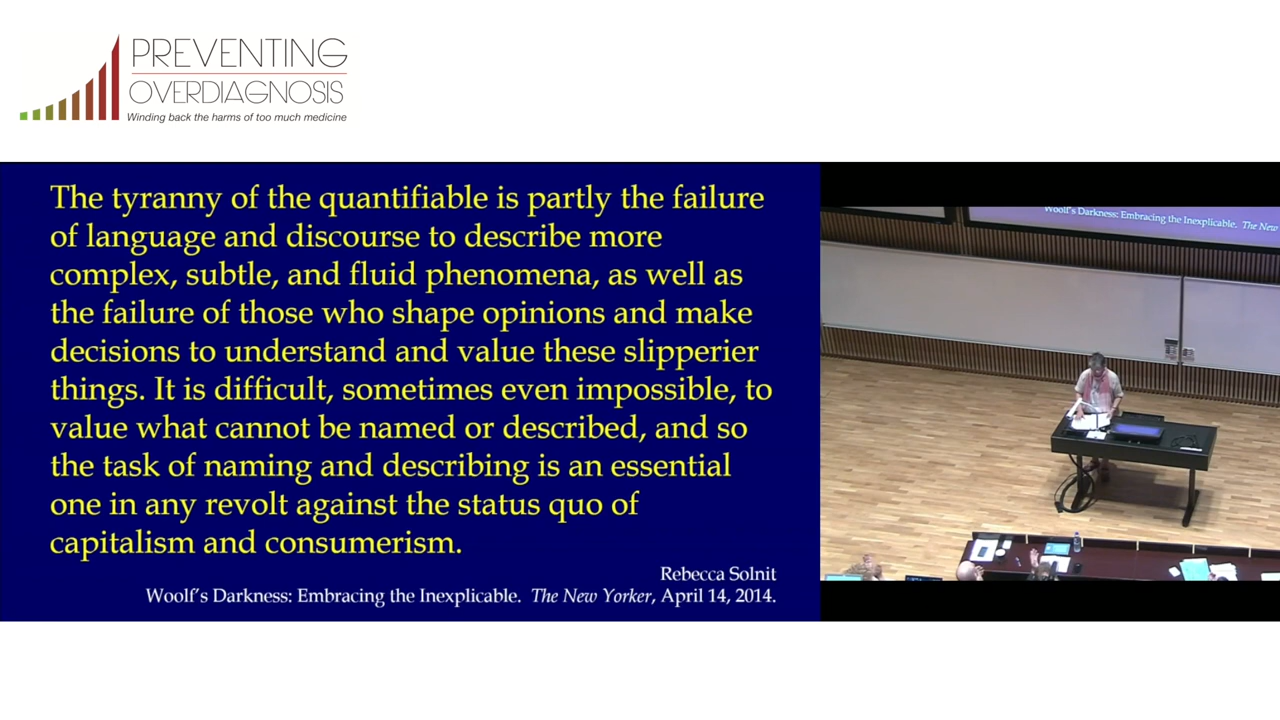 PREVENTING
OVERDIAGNOSIS
Winding back the harms of too much medicine
The tyranny of the quantifiable is partly the failure
of language and discourse to describe more
complex, subtle, and fluid phenomena, as well as
the failure of those who shape opinions and make
decisions to understand and value these slipperier
things. It is difficult, sometimes even impossible, to
value what cannot be named or described, and so
the task of naming and describing is an essential
one in any revolt against the status quo of
capitalism and consumerism.
Rebecca Solnit
Woolf's Darkness: Embracing the Inexplicable. The New Yorker, April 14, 2014.
Woolf's Darkness: Embracing the Inexplicable. The New